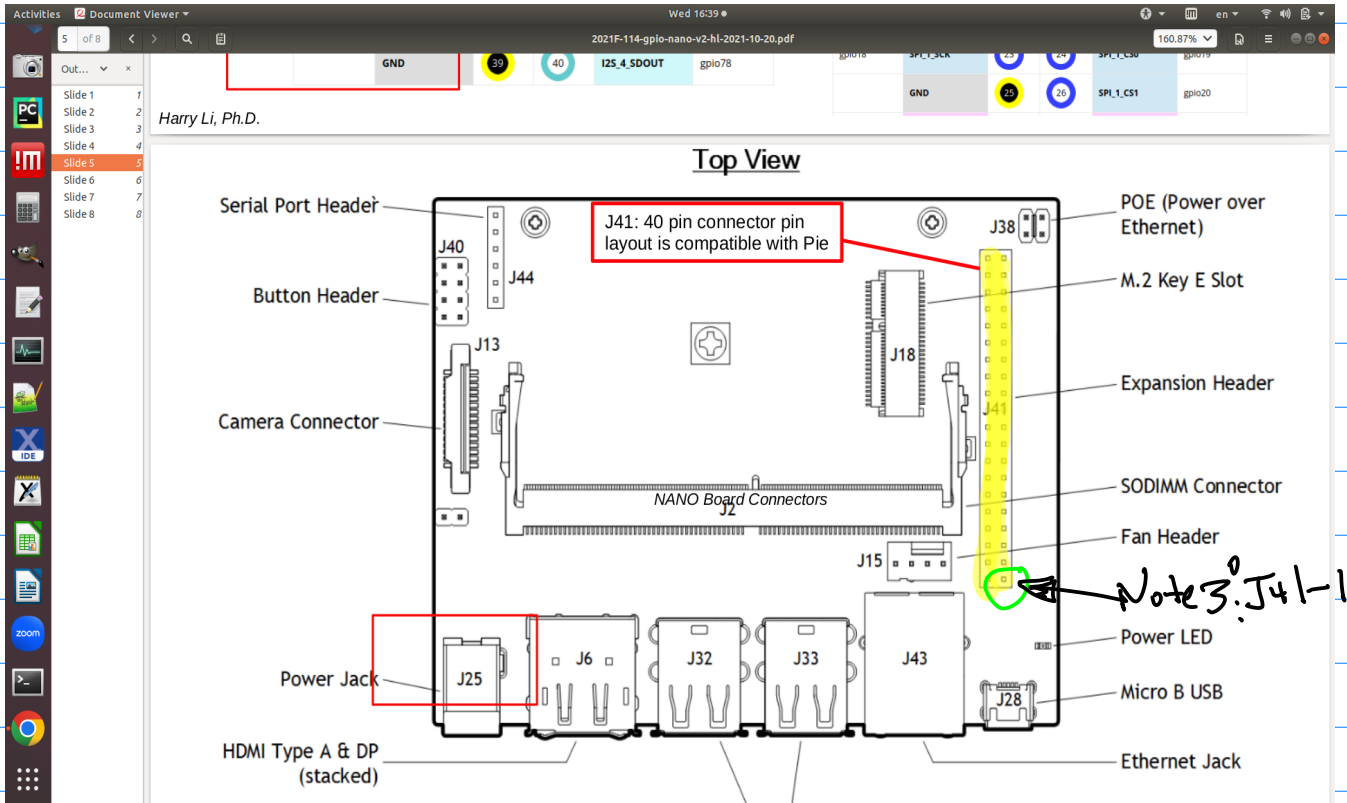 Activities
Document Viewer
Wed 16:39
en
5
of 8
2021F-114-gpio-nano-v2-hl-2021-10-20.pdf
160.87%
Out...
Slide 1 1
Slide 2 2
Slide 3 3
Slide 4 4
Slide 5 5
Slide 6 6
Slide 7 7
Slide 8 8
PC
IDE
zoom
GND 39 40 I2S_4_SDOUT gpio78
gpio18 SPI_1_SCK 23 24 SPI_1_CS0 gpio19
GND 25 26 SPI_1_CS1 gpio20
Harry Li, Ph.D.
Top View
Serial Port Header
J40
J44
Button Header
J13
Camera Connector
J41: 40 pin connector pin
layout is compatible with Pie
J38
POE (Power over
Ethernet)
M.2 Key E Slot
J18
Expansion Header
J41
SODIMM Connector
NANO Board Connectors
J2
Fan Header
J15
Note3: J41-1
Power LED
Power Jack
J25
J6
J32
J33
J43
J28
Micro B USB
HDMI Type A & DP
(stacked)
Ethernet Jack